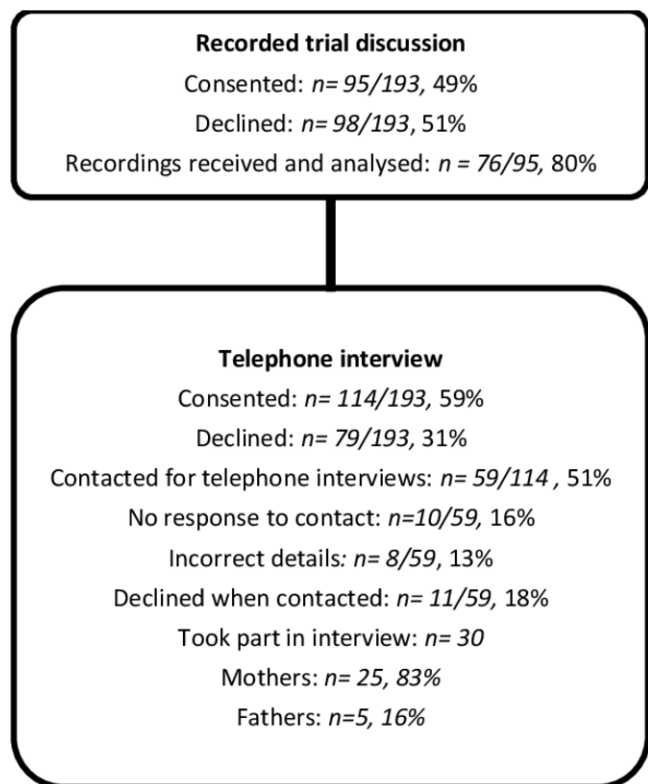 Recorded trial discussion
Consented: n= 95/193, 49%
Declined: n= 98/193, 51%
Recordings received and analysed: n = 76/95, 80%
Telephone interview
Consented: n= 114/193, 59%
Declined: n= 79/193, 31%
Contacted for telephone interviews: n= 59/114 , 51%
No response to contact: n=10/59, 16%
Incorrect details: n= 8/59, 13%
Declined when contacted: n= 11/59, 18%
Took part in interview: n= 30
Mothers: n= 25, 83%
Fathers: n=5, 16%